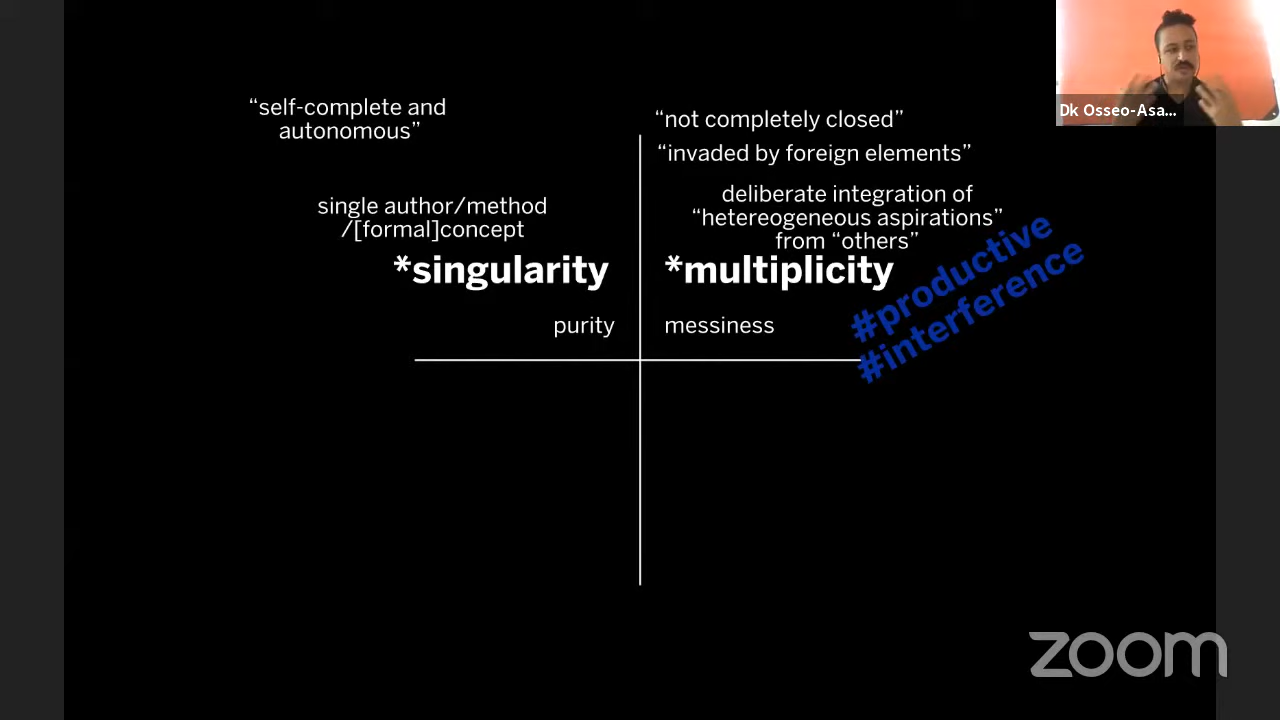 “self-complete and
autonomous”
single author/method
/[formal]concept
*singularity
purity
“not completely closed”
“invaded by foreign elements”
deliberate integration of
“hetereogeneous aspirations”
from “others”
*multiplicity
messiness
#productive
#interference
Dk Osseo-Asa...
zoom